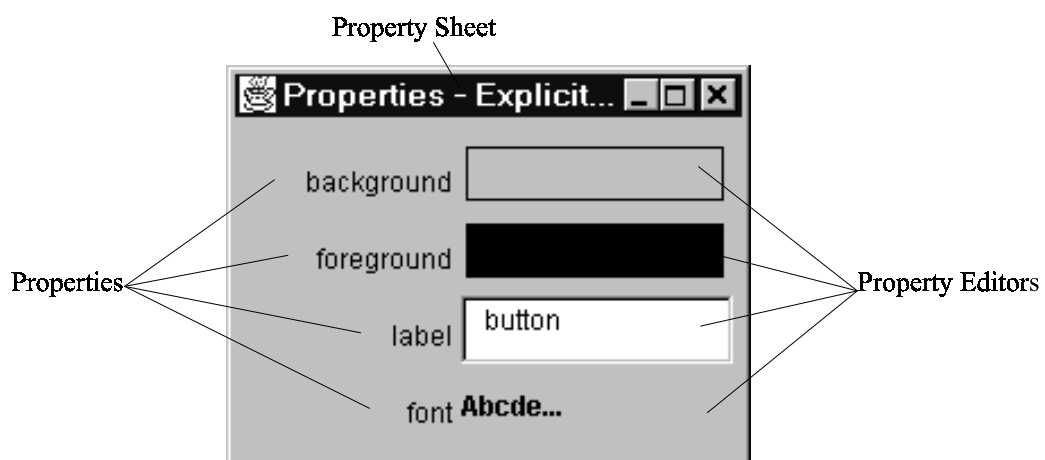 Property Sheet
Properties - Explicit...
background
foreground
Properties
Property Editors
label
button
font
Abcde...